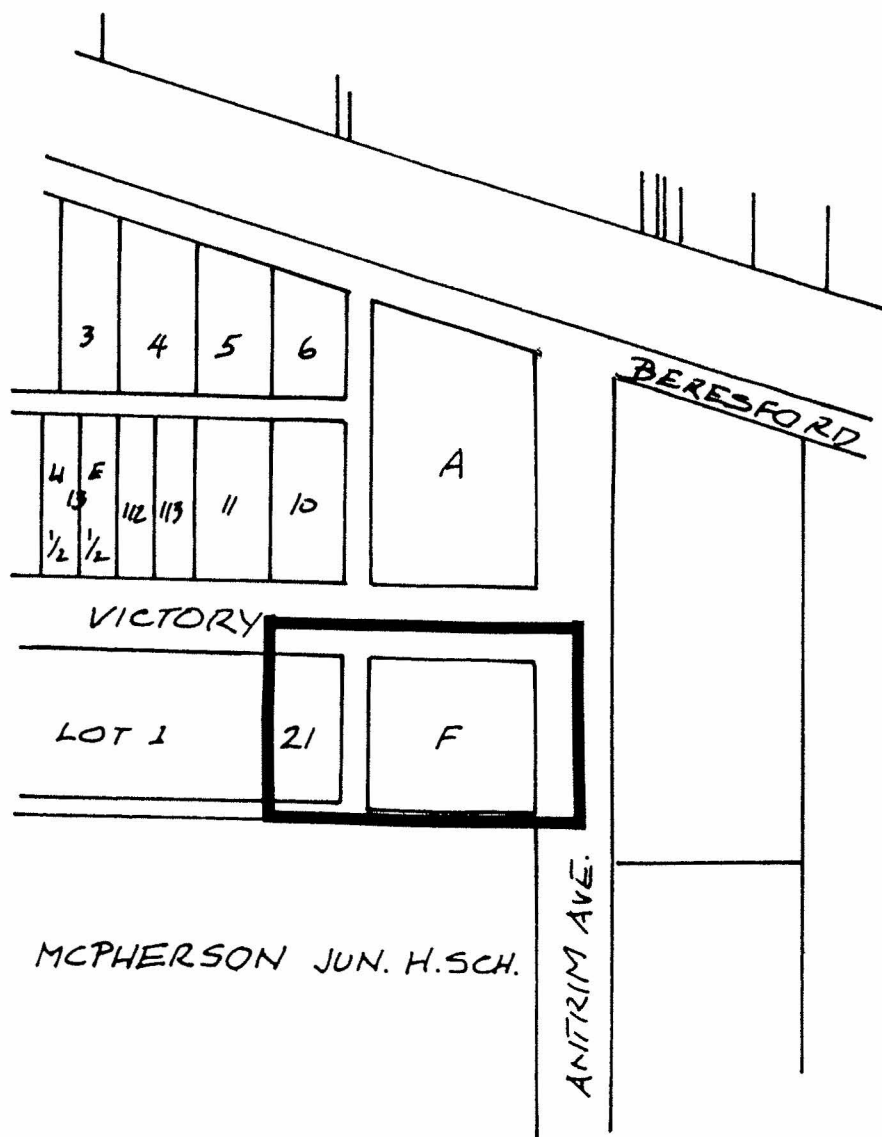 BERESFORD
3 4 5 6
A
W E
13
1/2 1/2
112 113 11 10
VICTORY
LOT 1 21 F
MCPHERSON JUN. H.SCH.
ANTRIM AVE.